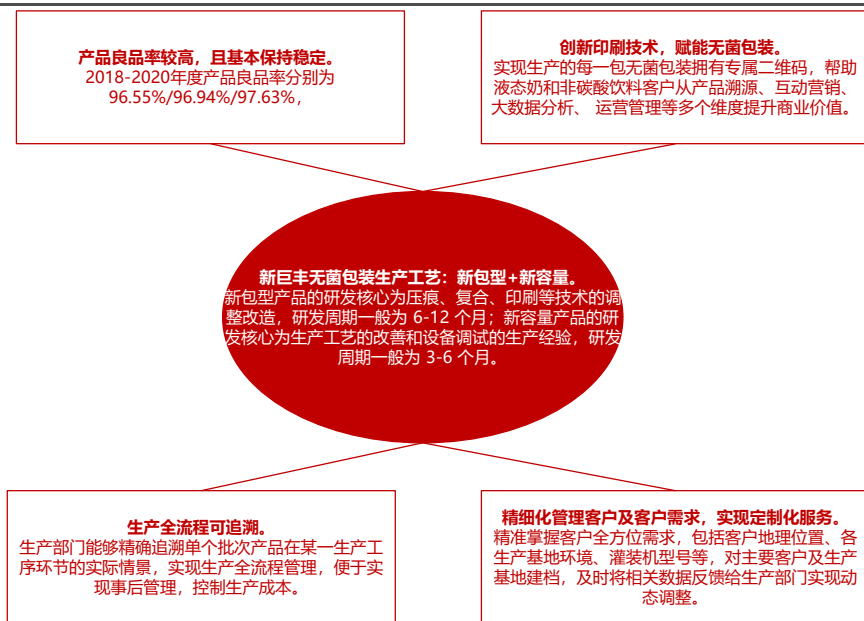 产品良品率较高，且基本保持稳定。
2018-2020年度产品良品率分别为
96.55%/96.94%/97.63%，
创新印刷技术，赋能无菌包装。
实现生产的每一包无菌包装拥有专属二维码，帮助
液态奶和非碳酸饮料客户从产品溯源、互动营销、
大数据分析、 运营管理等多个维度提升商业价值。
新巨丰无菌包装生产工艺：新包型+新容量。
新包型产品的研发核心为压痕、复合、印刷等技术的调
整改造，研发周期一般为 6-12 个月；新容量产品的研
发核心为生产工艺的改善和设备调试的生产经验，研发
周期一般为 3-6 个月。
生产全流程可追溯。
生产部门能够精确追溯单个批次产品在某一生产工
序环节的实际情景，实现生产全流程管理，便于实
现事后管理，控制生产成本。
精细化管理客户及客户需求，实现定制化服务。
精准掌握客户全方位需求，包括客户地理位置、各
生产基地环境、灌装机型号等，对主要客户及生产
基地建档，及时将相关数据反馈给生产部门实现动
态调整。